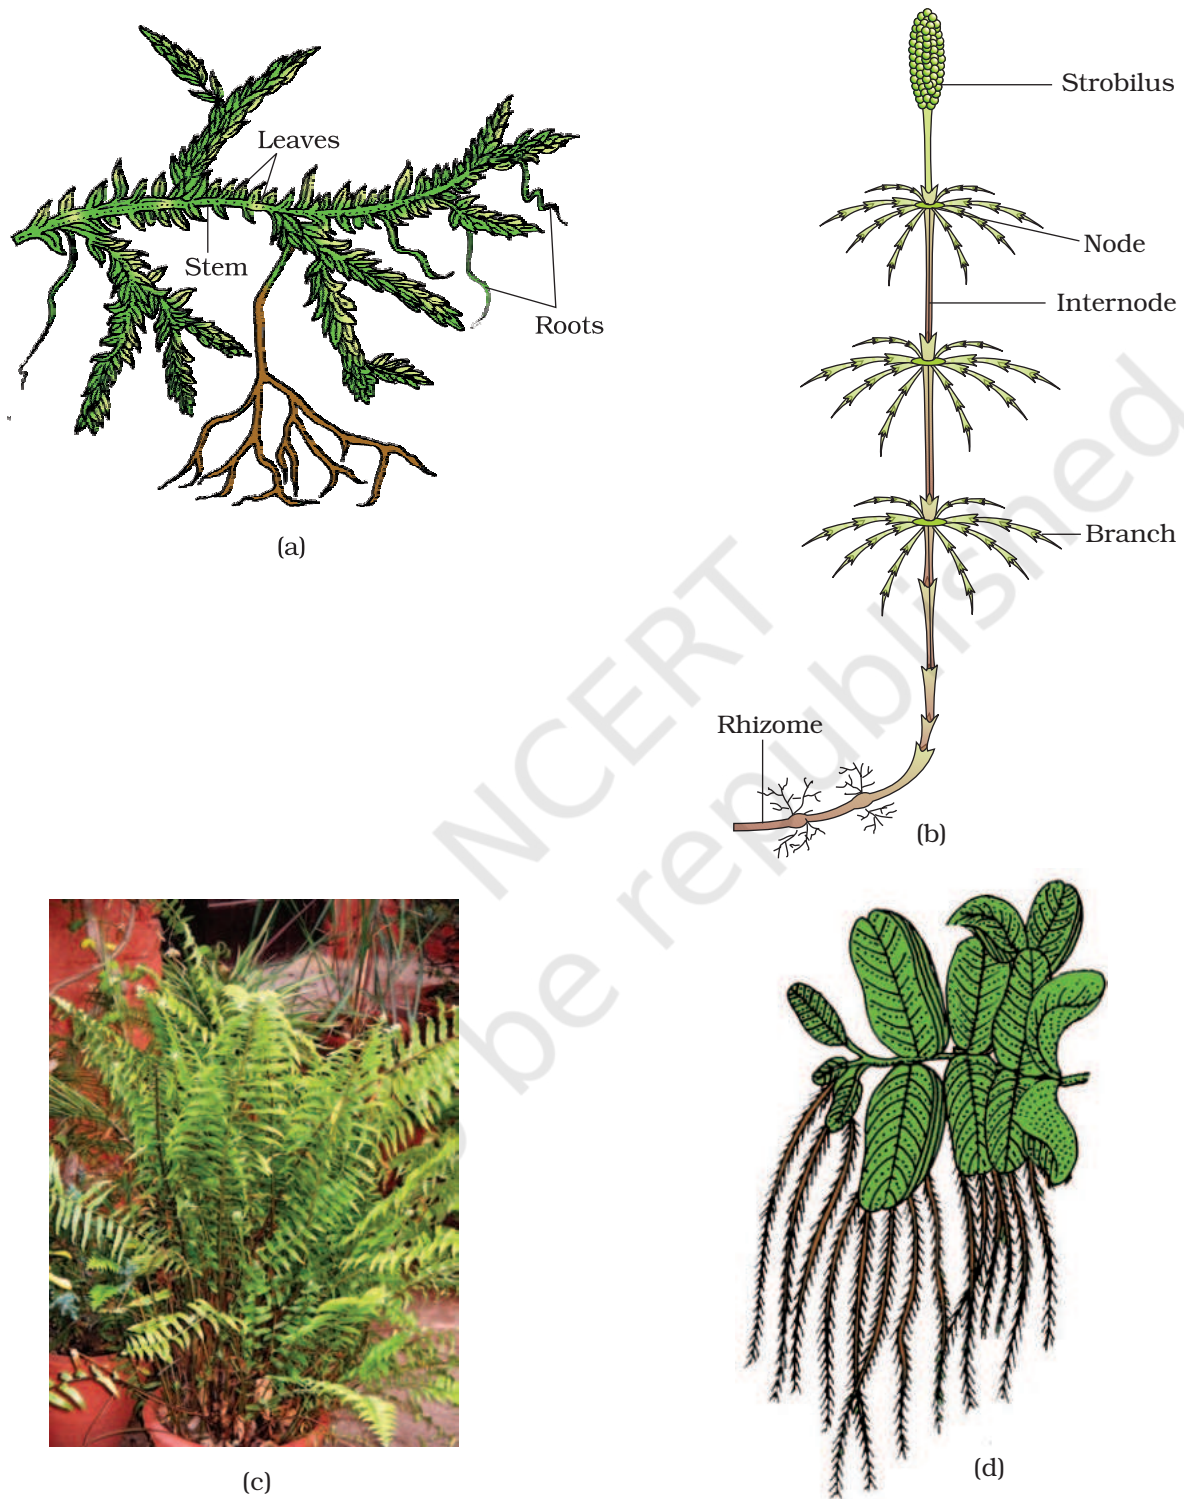 Strobilus
Leaves
Node
Stem
Internode
Roots
Branch
(a)
Rhizome
(b)
(c)
(d)
NCERT
be republished